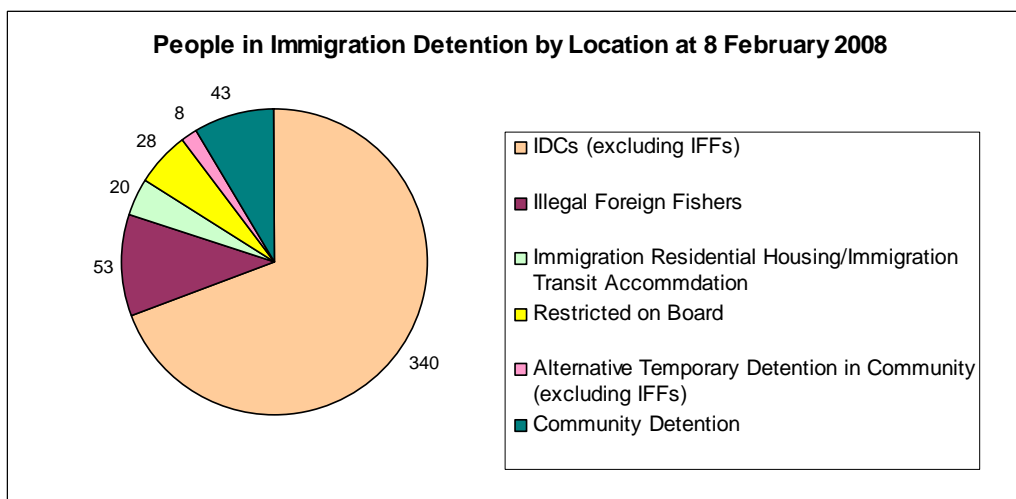 People in Immigration Detention by Location at 8 February 2008
43
8
28
20
53
340
IDCs (excluding IFFs)
Illegal Foreign Fishers
Immigration Residential Housing/Immigration
Transit Accommdation
Restricted on Board
Alternative Temporary Detention in Community
(excluding IFFs)
Community Detention